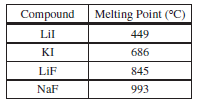 Compound Melting Point (°C)
LiI 449
KI 686
LiF 845
NaF 993